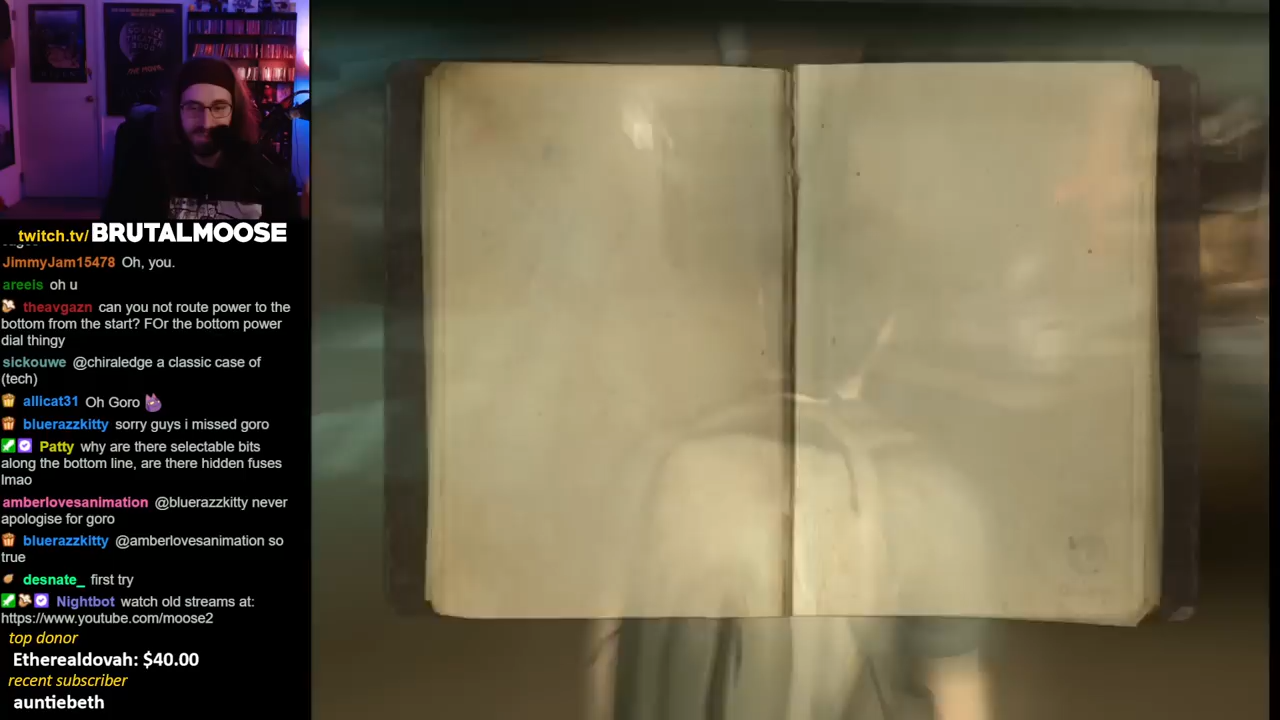 twitch.tv/BRUTALMOOSE
JimmyJam15478 Oh, you.
areeis oh u
theavgazn can you not route power to the
bottom from the start? FOr the bottom power
dial thingy
sickouwe @chiraledge a classic case of
(tech)
allicat31 Oh Goro
bluerazzkitty sorry guys i missed goro
Patty why are there selectable bits
along the bottom line, are there hidden fuses
lmao
amberlovesanimation @bluerazzkitty never
apologise for goro
bluerazzkitty @amberlovesanimation so
true
desnate_ first try
Nightbot watch old streams at:
https://www.youtube.com/moose2
top donor
Etherealdovah: $40.00
recent subscriber
auntiebeth